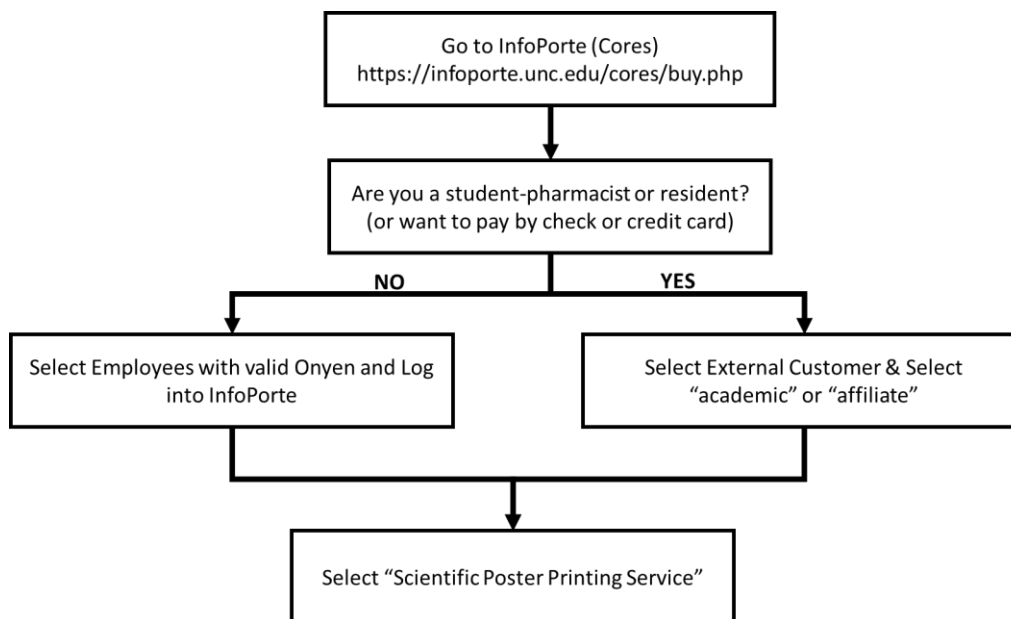 Go to InfoPorte (Cores)
https://infoporte.unc.edu/cores/buy.php
Are you a student-pharmacist or resident?
(or want to pay by check or credit card)
NO
YES
Select Employees with valid Onyen and Log
into InfoPorte
Select External Customer & Select
“academic” or “affiliate”
Select “Scientific Poster Printing Service”